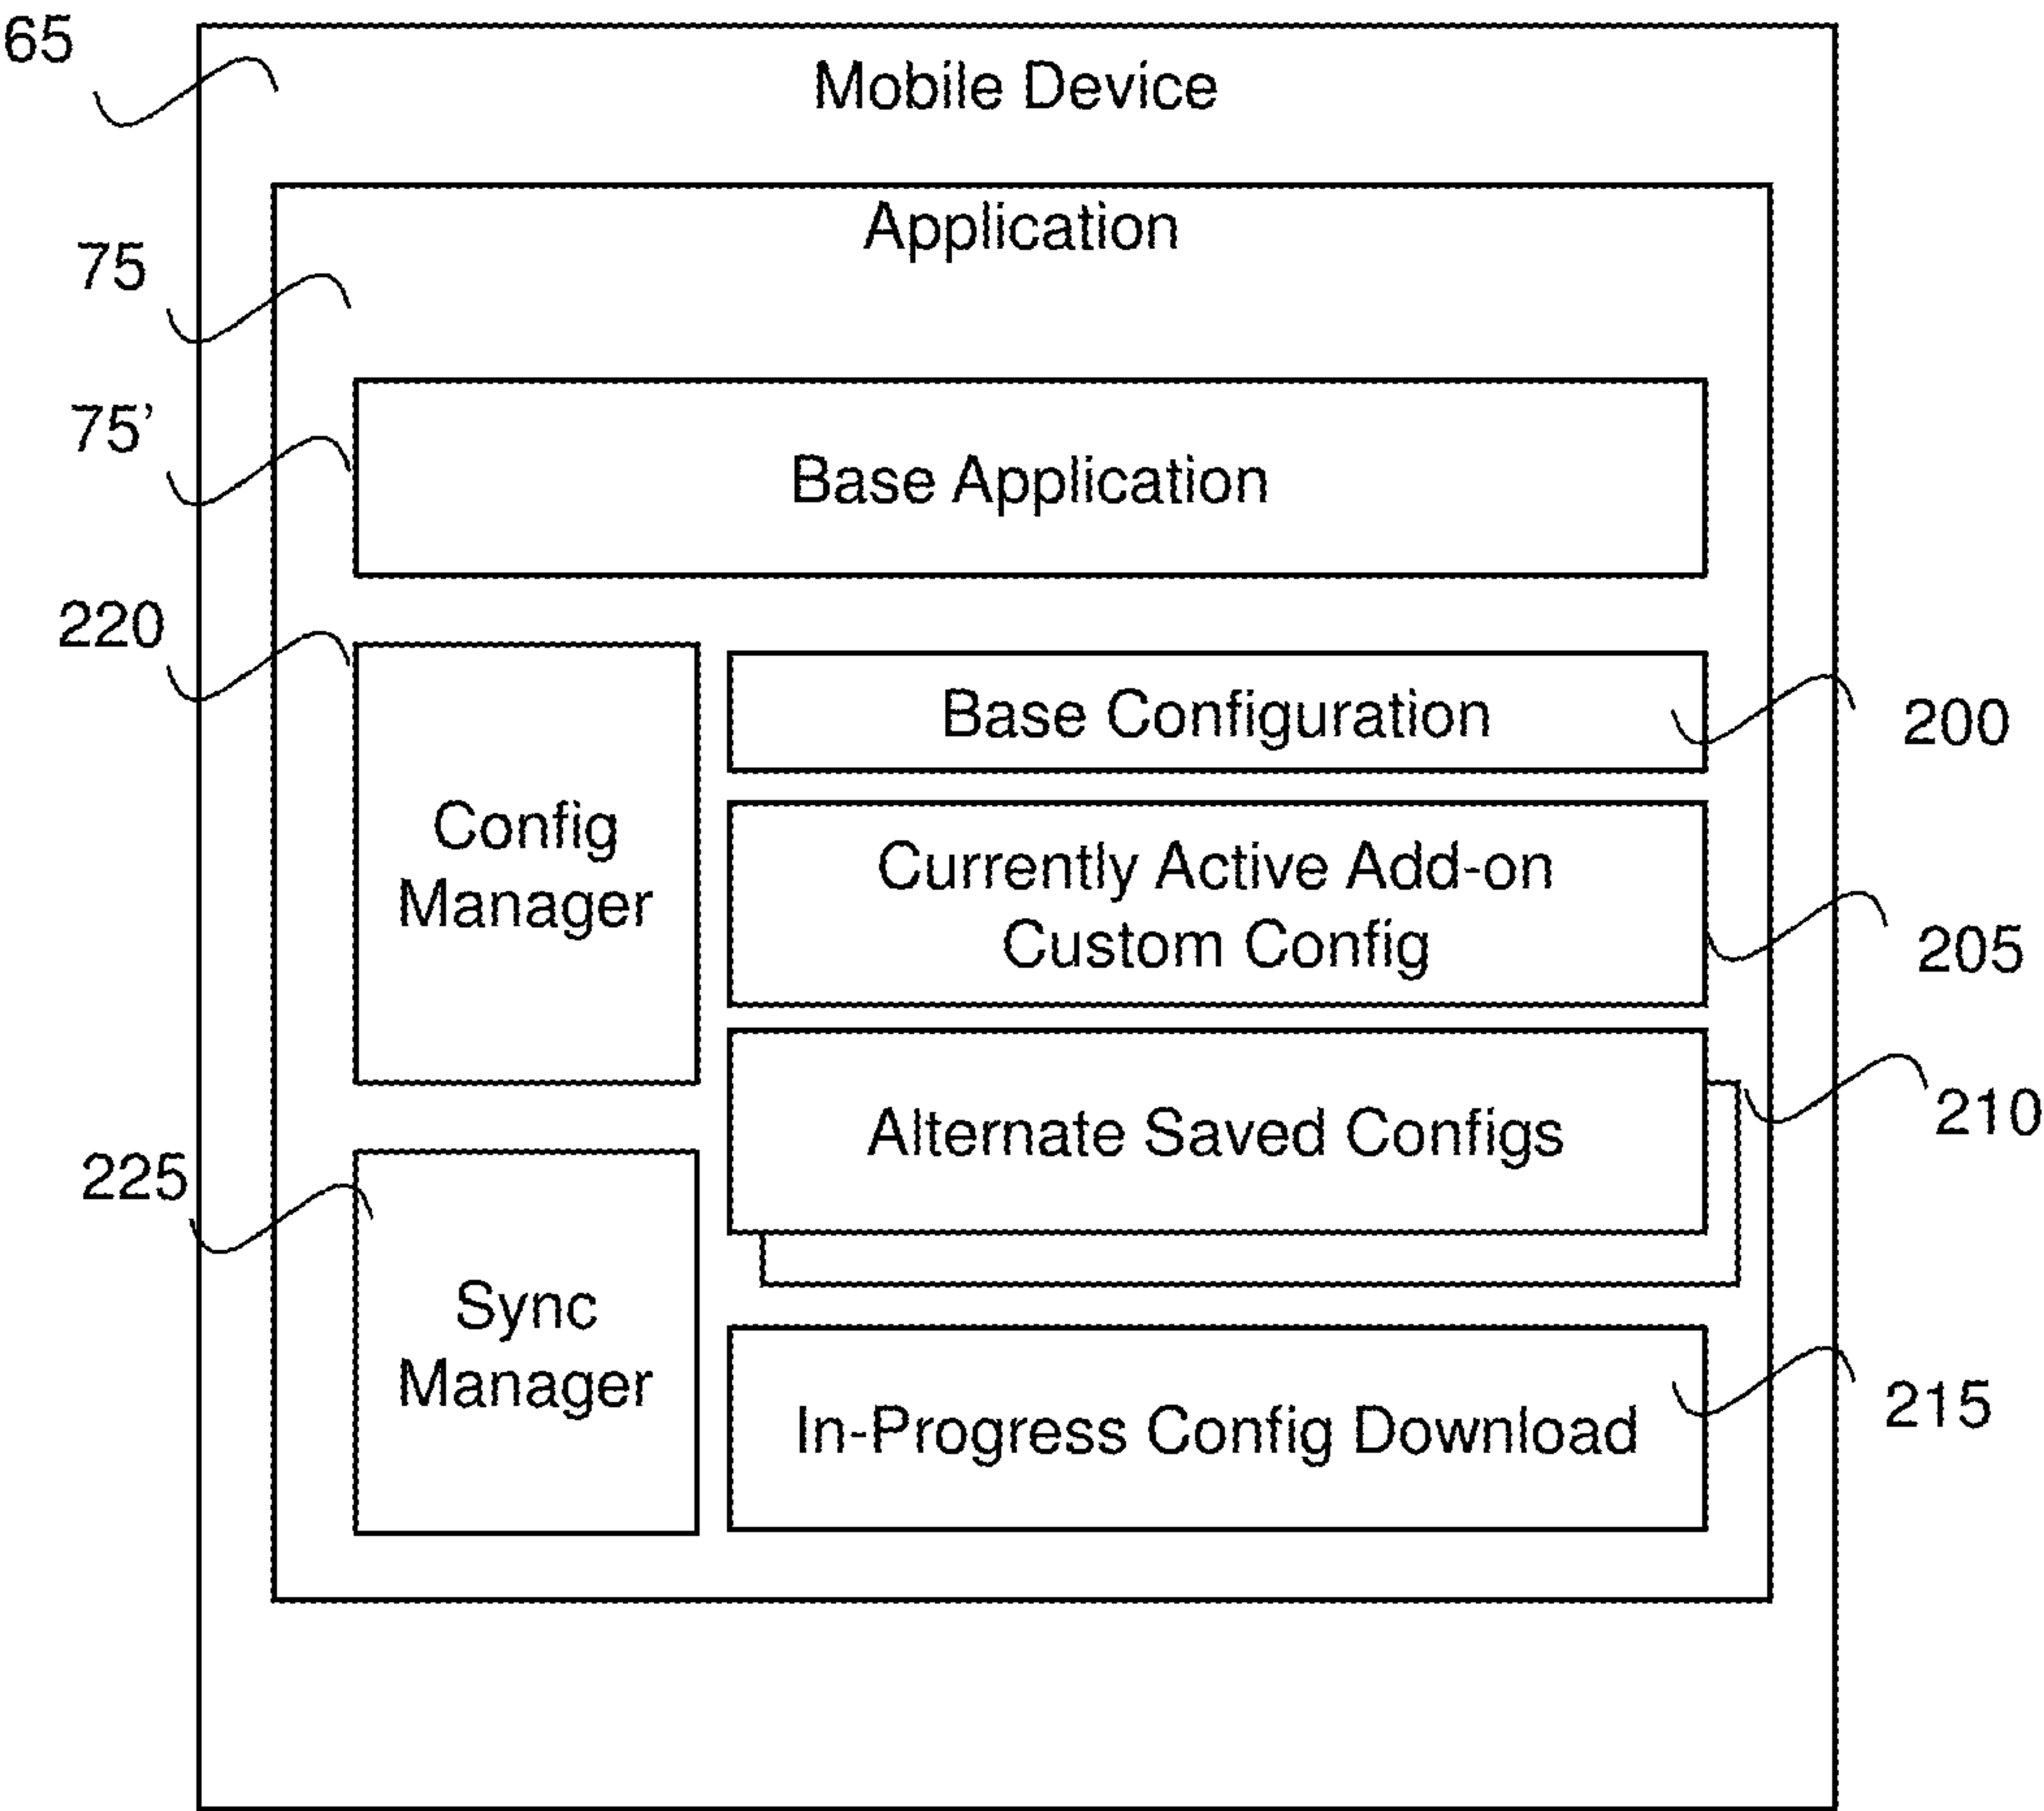 65
Mobile Device
Application
75
75’
Base Application
220
Base Configuration
200
Config
Manager
Currently Active Add-on
Custom Config
205
Alternate Saved Configs
210
225
Sync
Manager
In-Progress Config Download
215